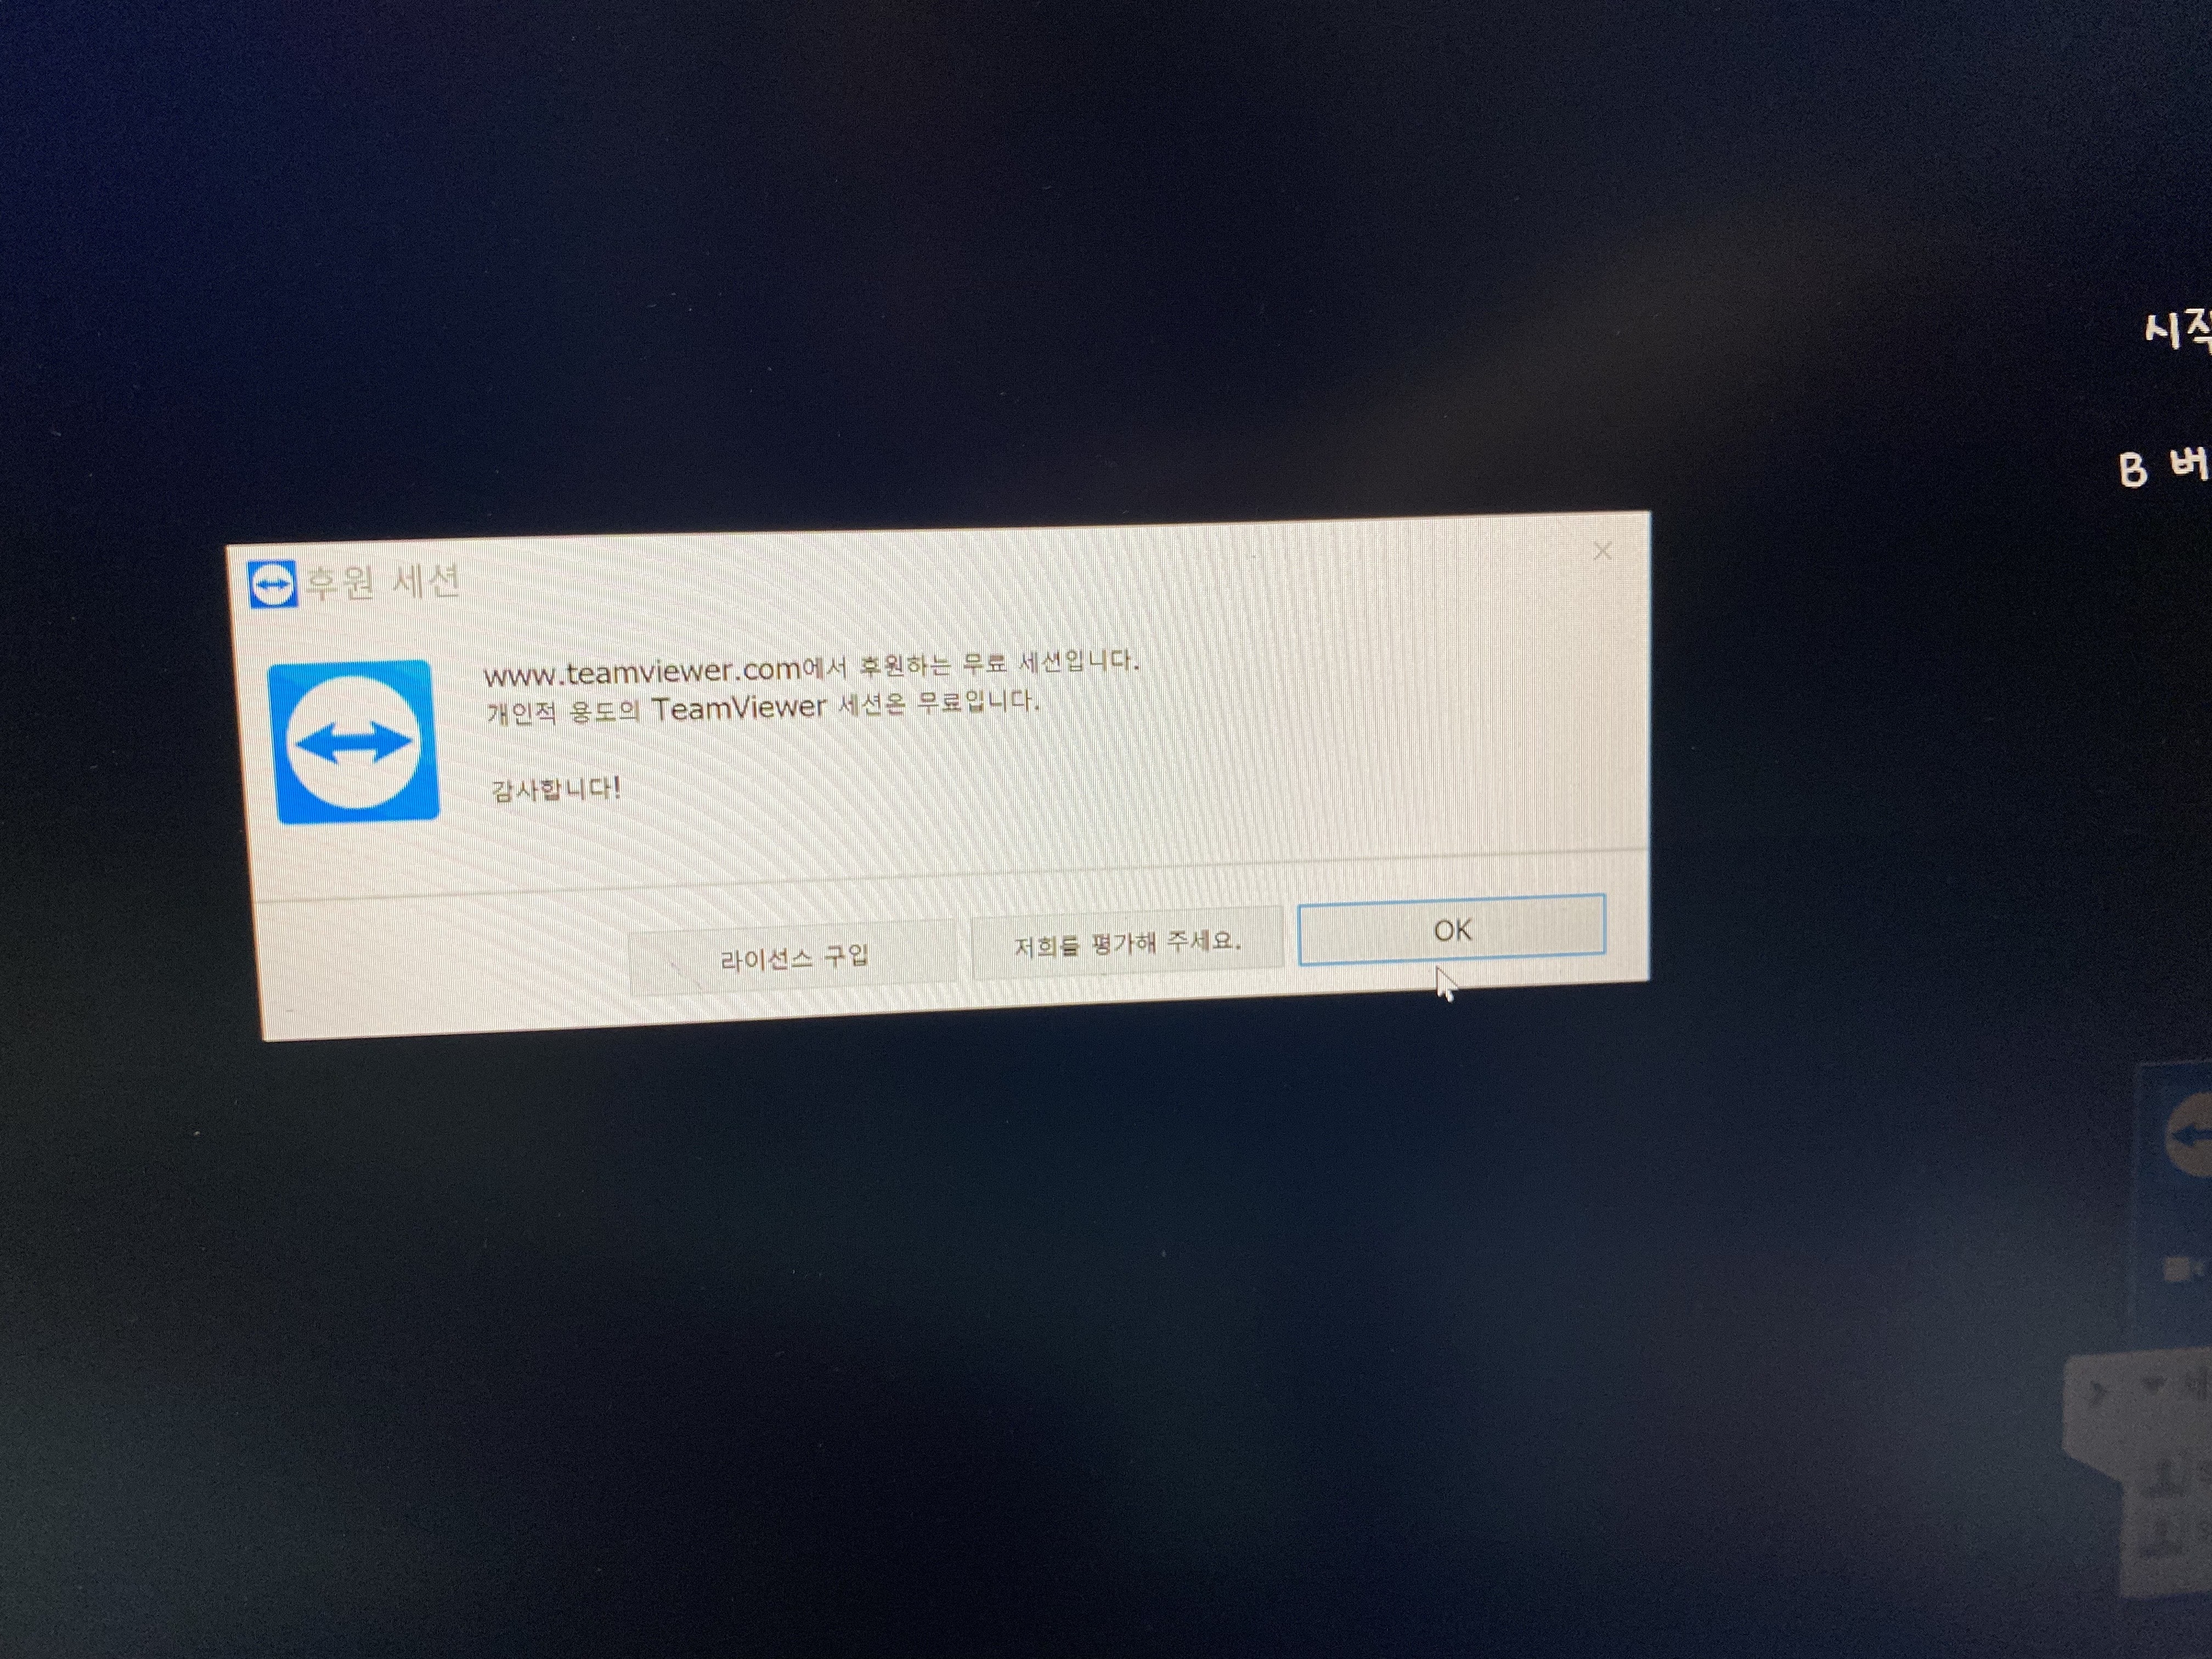 후원 세션
www.teamviewer.com에서 후원하는 무료 세션입니다.
개인적 용도의 TeamViewer 세션은 무료입니다.
감사합니다!
라이선스 구입
저희를 평가해 주세요.
OK
시작
B 버